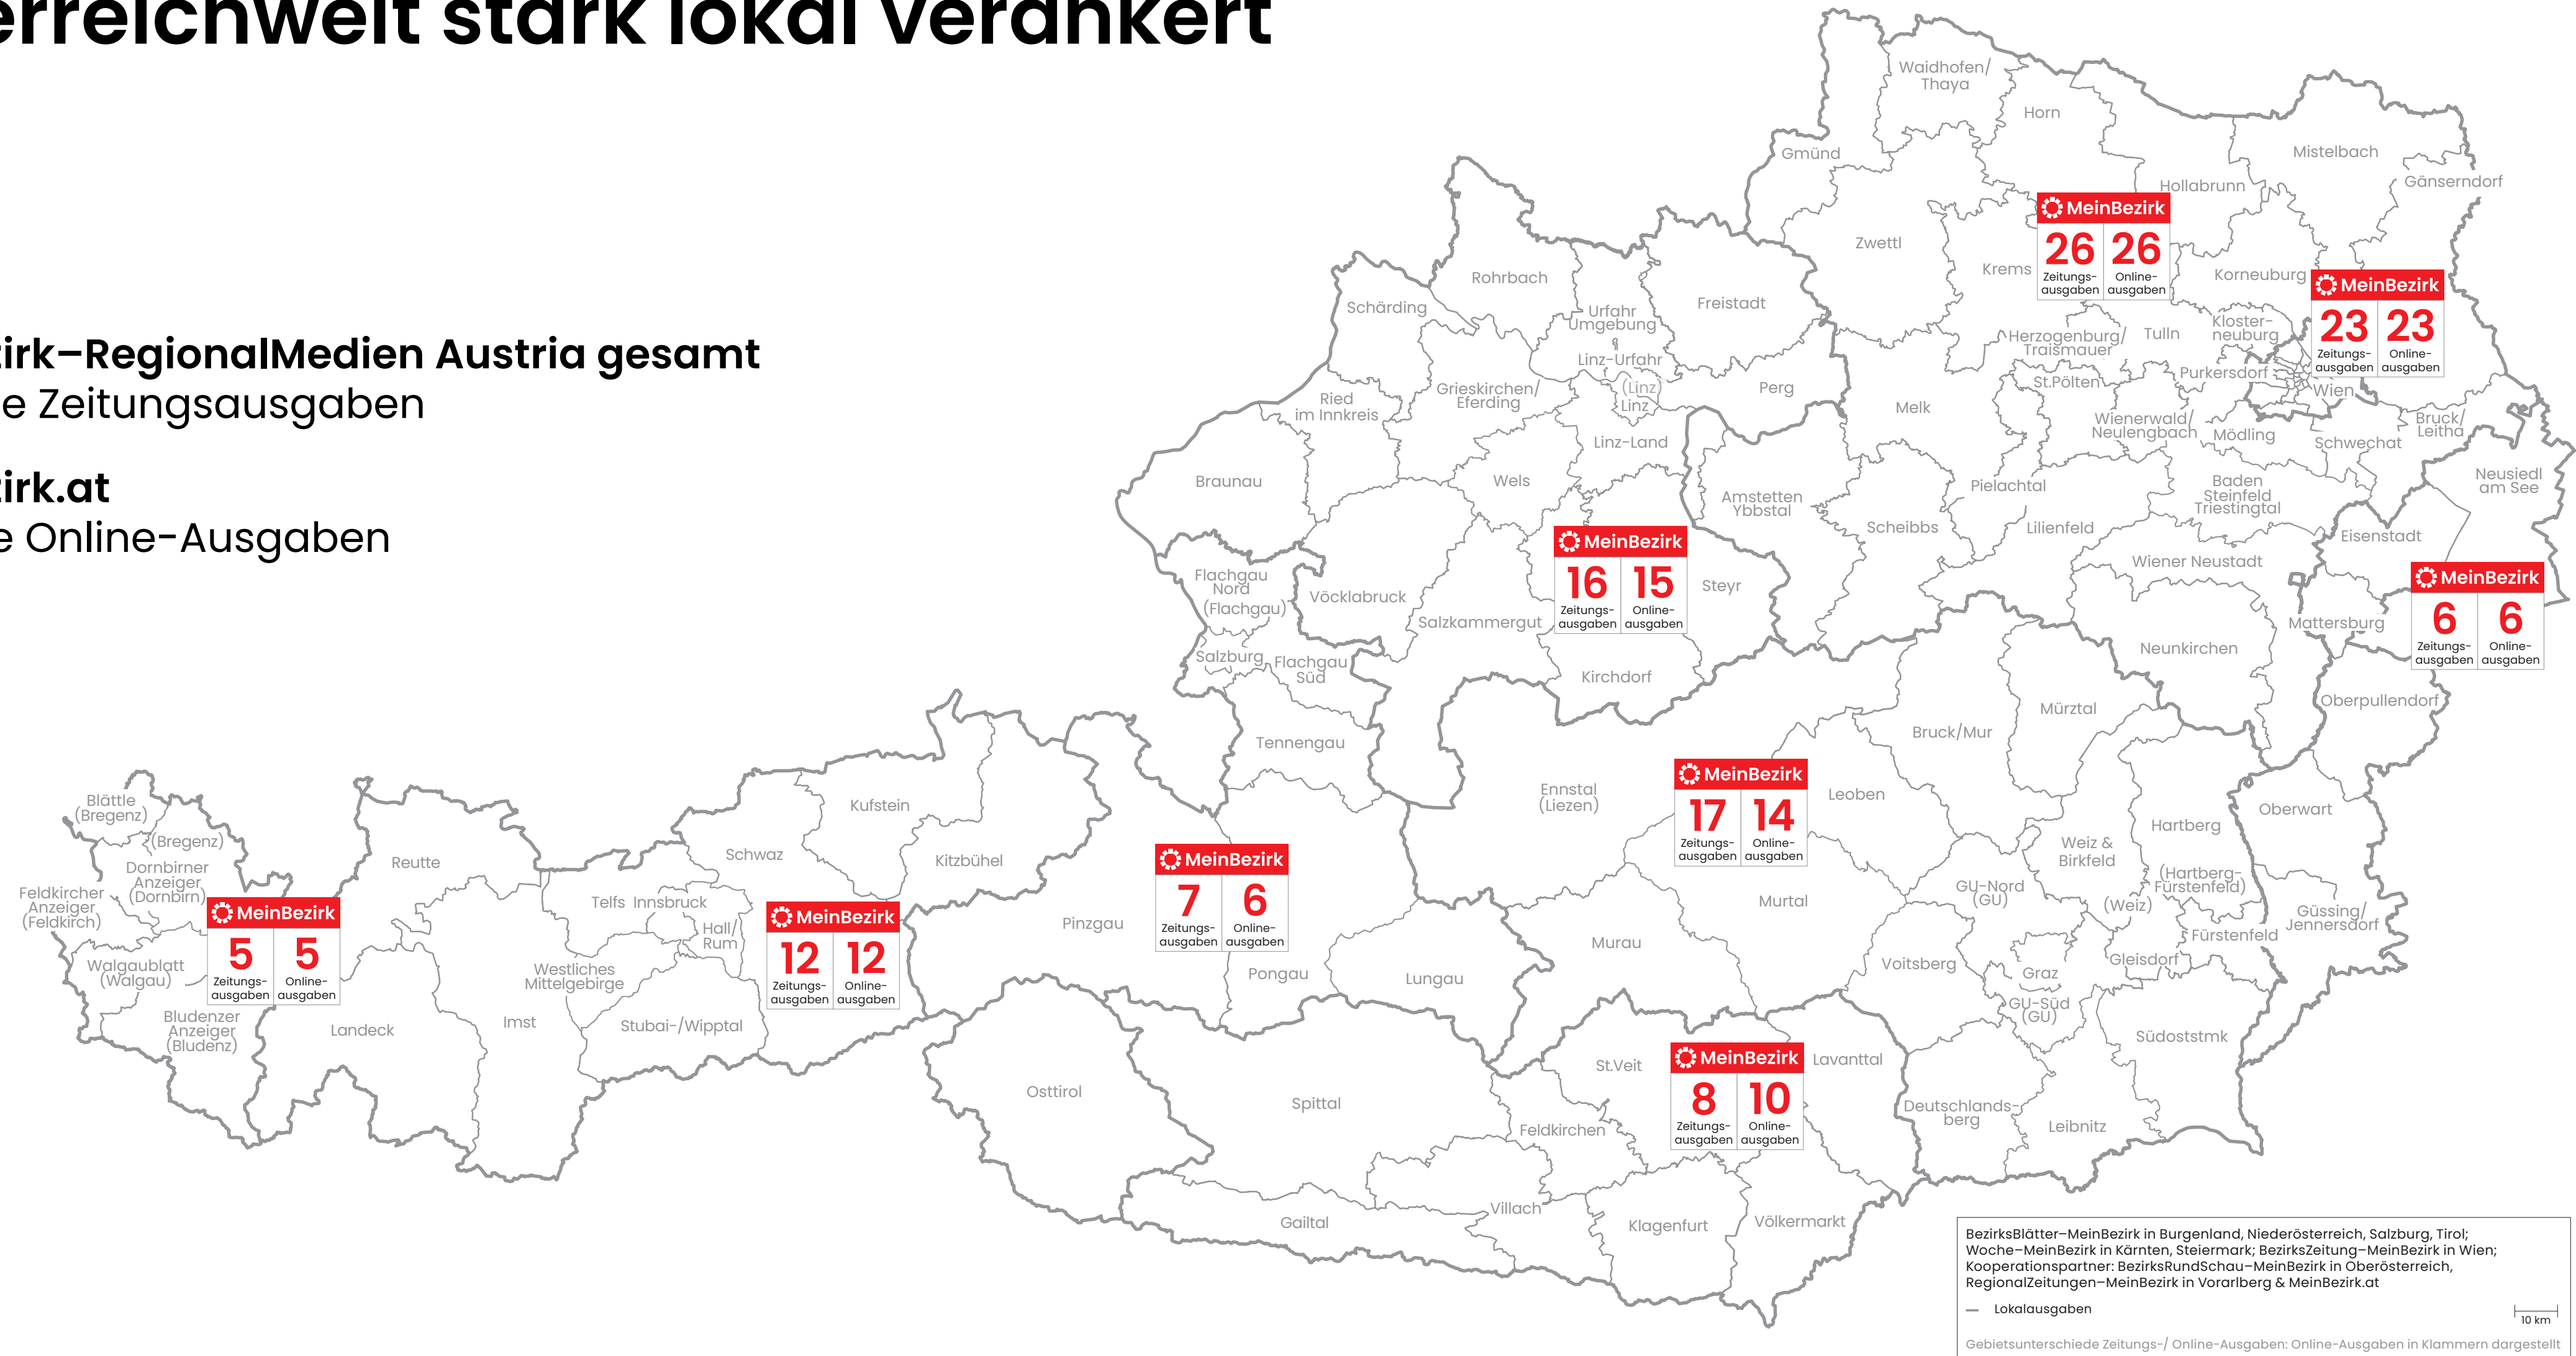 erreichweit stark lokal verankert
zirk–RegionalMedien Austria gesamt
e Zeitungsausgaben
zirk.at
e Online-Ausgaben
Waidhofen/
Thaya
Horn
Gmünd
Mistelbach
Gänserndorf
Hollabrunn
Zwettl
Krems
MeinBezirk
26 26
Zeitungs- Online-
ausgaben ausgaben
Korneuburg
MeinBezirk
23 23
Zeitungs- Online-
ausgaben ausgaben
Rohrbach
Schärding
Urfahr
Umgebung
Freistadt
Linz-Urfahr
(Linz)
Linz
Herzogenburg/
Traismauer
Tulln
Kloster-
neuburg
St.Pölten
Purkersdorf
Wien
Perg
Grieskirchen/
Eferding
Ried
im Innkreis
Melk
Wienerwald/
Neulengbach
Mödling
Schwechat
Bruck/
Leitha
Linz-Land
Braunau
Wels
Amstetten
Ybbstal
Pielachtal
Baden
Steinfeld
Triestingtal
Neusiedl
am See
Scheibbs
Lilienfeld
Eisenstadt
Wiener Neustadt
MeinBezirk
16 15
Zeitungs- Online-
ausgaben ausgaben
Steyr
Flachgau
Nord
(Flachgau)
Vöcklabruck
Salzkammergut
MeinBezirk
6 6
Zeitungs- Online-
ausgaben ausgaben
Mattersburg
Neunkirchen
Salzburg
Flachgau
Süd
Kirchdorf
Oberpullendorf
Mürztal
Bruck/Mur
Tennengau
Ennstal
(Liezen)
MeinBezirk
17 14
Zeitungs- Online-
ausgaben ausgaben
Leoben
Oberwart
Hartberg
Weiz &
Birkfeld
(Hartberg-
Fürstenfeld)
Blättle
(Bregenz)
(Bregenz)
Dornbirner
Anzeiger
(Dornbirn)
Feldkircher
Anzeiger
(Feldkirch)
Reutte
Kufstein
Schwaz
Kitzbühel
MeinBezirk
7 6
Zeitungs- Online-
ausgaben ausgaben
Telfs
Innsbruck
Hall/
Rum
MeinBezirk
5 5
Zeitungs- Online-
ausgaben ausgaben
MeinBezirk
12 12
Zeitungs- Online-
ausgaben ausgaben
Pinzgau
Murtal
GU-Nord
(GU)
(Weiz)
Güssing/
Jennersdorf
Fürstenfeld
Murau
Walgaublatt
(Walgau)
Westliches
Mittelgebirge
Pongau
Lungau
Voitsberg
Graz
Gleisdorf
GU-Süd
(GU)
Bludenzer
Anzeiger
(Bludenz)
Landeck
Imst
Stubai-/Wipptal
Südoststmk
St.Veit
MeinBezirk
8 10
Zeitungs- Online-
ausgaben ausgaben
Lavanttal
Osttirol
Spittal
Feldkirchen
Deutschlands-
berg
Leibnitz
Gailtal
Villach
Klagenfurt
Völkermarkt
BezirksBlätter–MeinBezirk in Burgenland, Niederösterreich, Salzburg, Tirol;
Woche–MeinBezirk in Kärnten, Steiermark; BezirksZeitung–MeinBezirk in Wien;
Kooperationspartner: BezirksRundSchau–MeinBezirk in Oberösterreich,
RegionalZeitungen–MeinBezirk in Vorarlberg & MeinBezirk.at
Lokalausgaben
10 km
Gebietsunterschiede Zeitungs-/ Online-Ausgaben: Online-Ausgaben in Klammern dargestellt